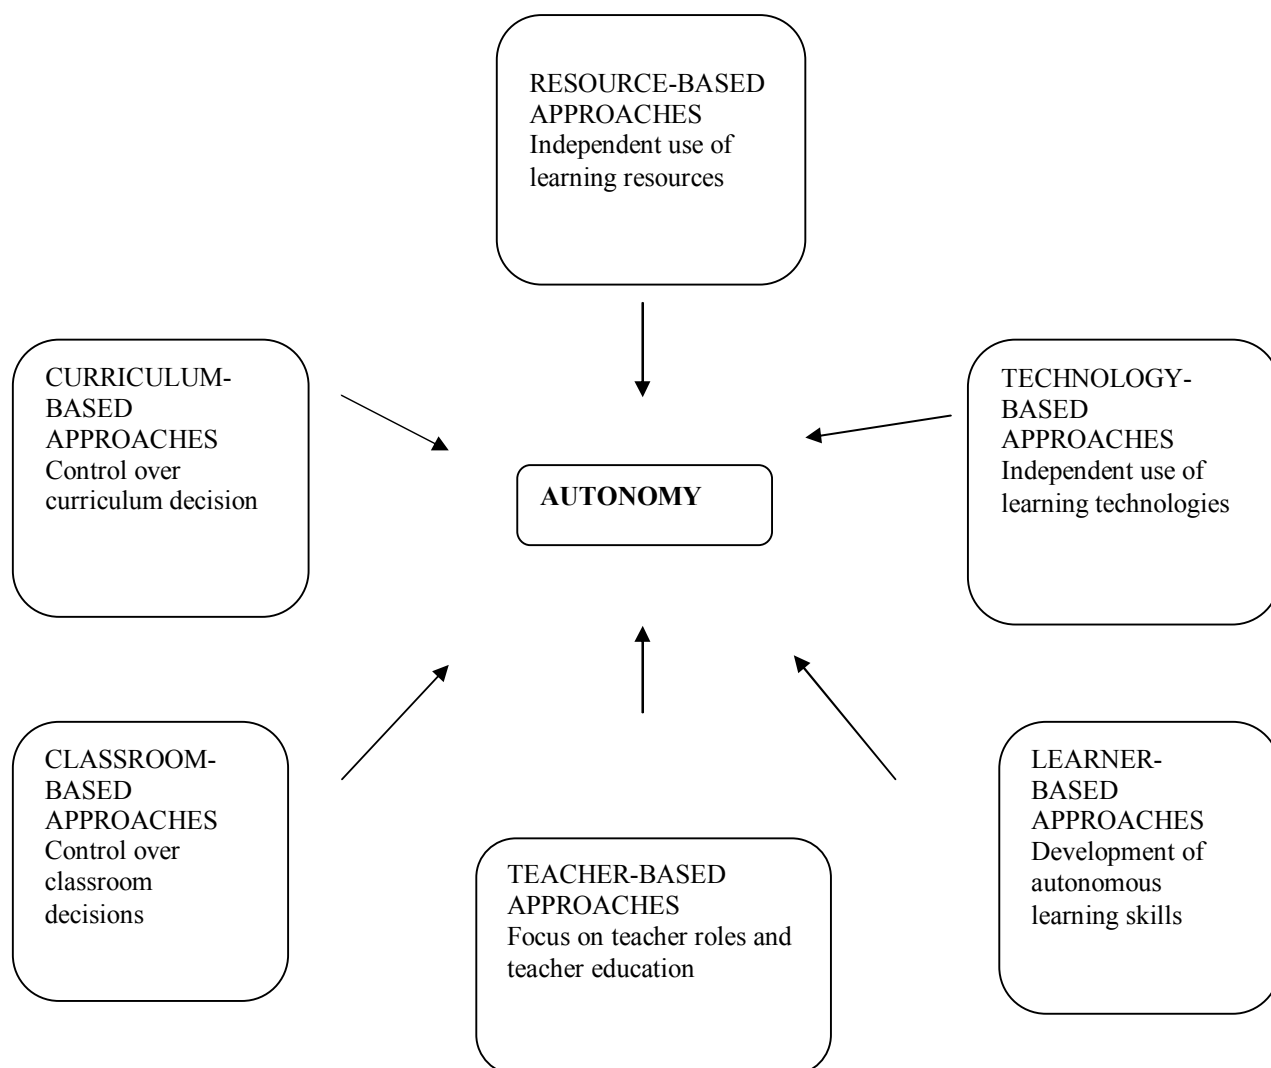 RESOURCE-BASED
APPROACHES
Independent use of
learning resources
CURRICULUM-
BASED
APPROACHES
Control over
curriculum decision
TECHNOLOGY-
BASED
APPROACHES
Independent use of
learning technologies
AUTONOMY
CLASSROOM-
BASED
APPROACHES
Control over
classroom
decisions
TEACHER-BASED
APPROACHES
Focus on teacher roles and
teacher education
LEARNER-
BASED
APPROACHES
Development of
autonomous
learning skills